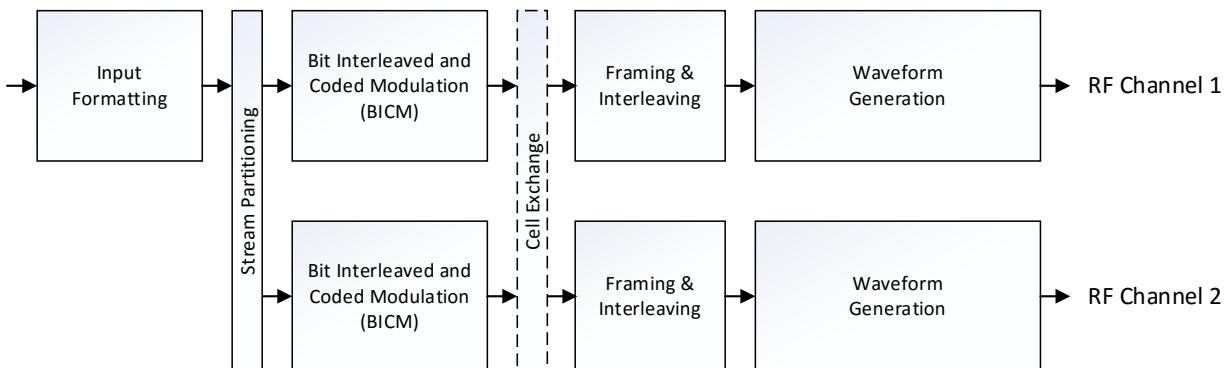 Input
Formatting
Stream Partitioning
Bit Interleaved and
Coded Modulation
(BICM)
Cell Exchange
Framing &
Interleaving
Waveform
Generation
RF Channel 1
Bit Interleaved and
Coded Modulation
(BICM)
Framing &
Interleaving
Waveform
Generation
RF Channel 2